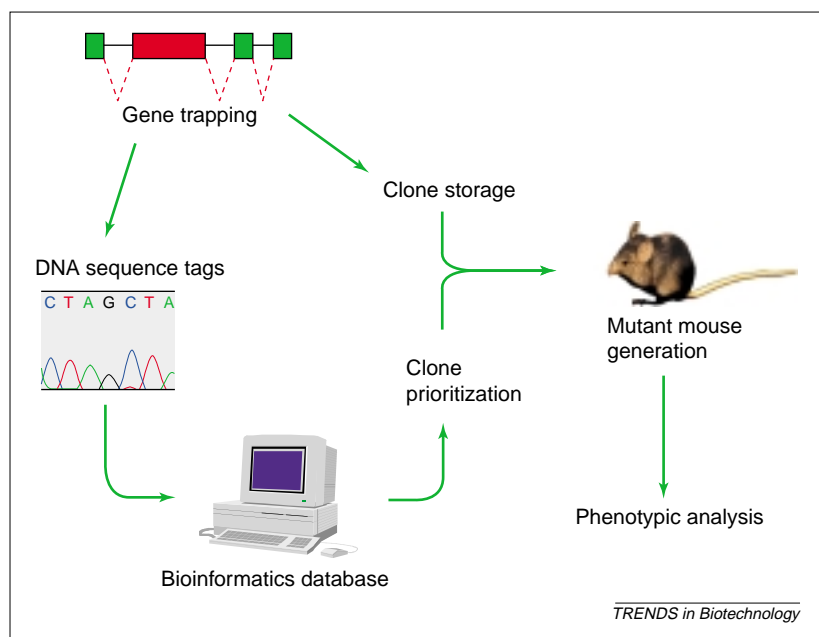 Gene trapping
Clone storage
DNA sequence tags
C T A G C T A
Mutant mouse
generation
Clone
prioritization
Phenotypic analysis
Bioinformatics database
TRENDS in Biotechnology